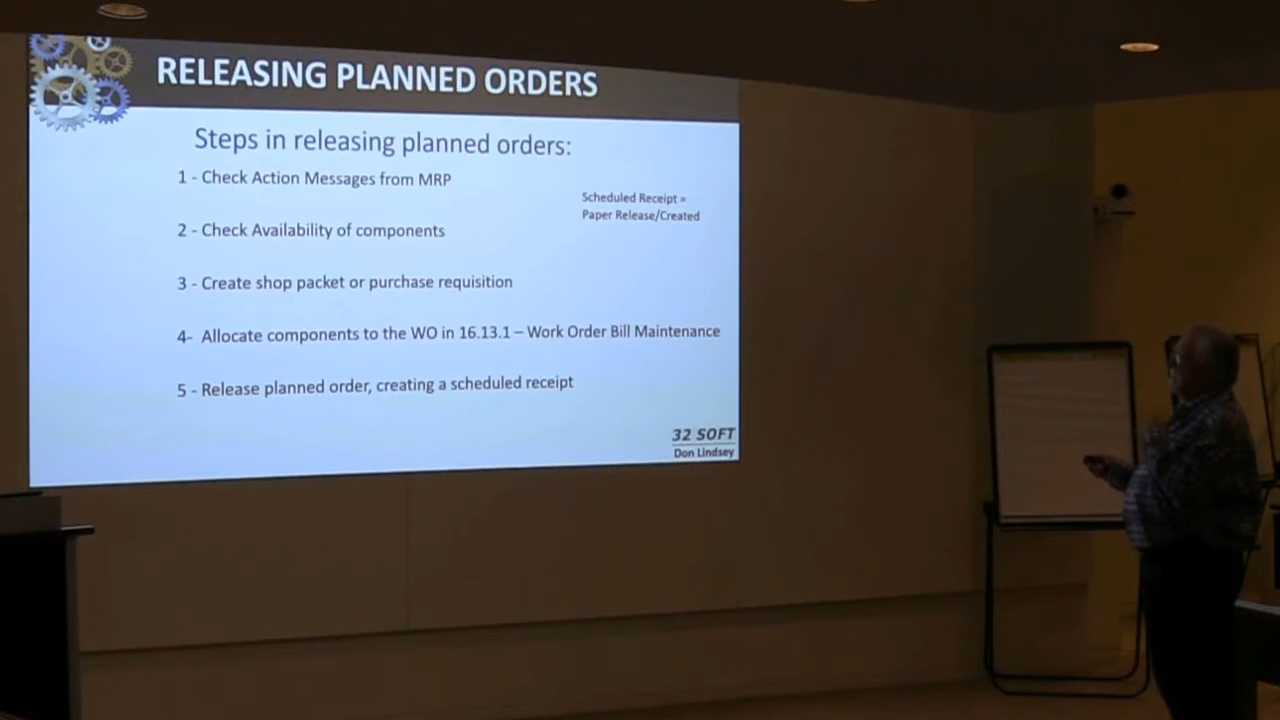 RELEASING PLANNED ORDERS
Steps in releasing planned orders:
1 - Check Action Messages from MRP
Scheduled Receipt =
Paper Release/Created
2 - Check Availability of components
3 - Create shop packet or purchase requisition
4- Allocate components to the WO in 16.13.1 – Work Order Bill Maintenance
5 - Release planned order, creating a scheduled receipt
32 SOFT
Don Lindsey